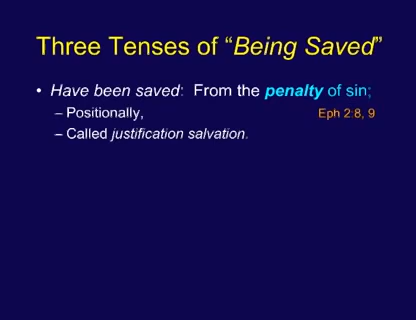 Three Tenses of “Being Saved”
• Have been saved: From the penalty of sin;
– Positionally, Eph 2:8, 9
– Called justification salvation.